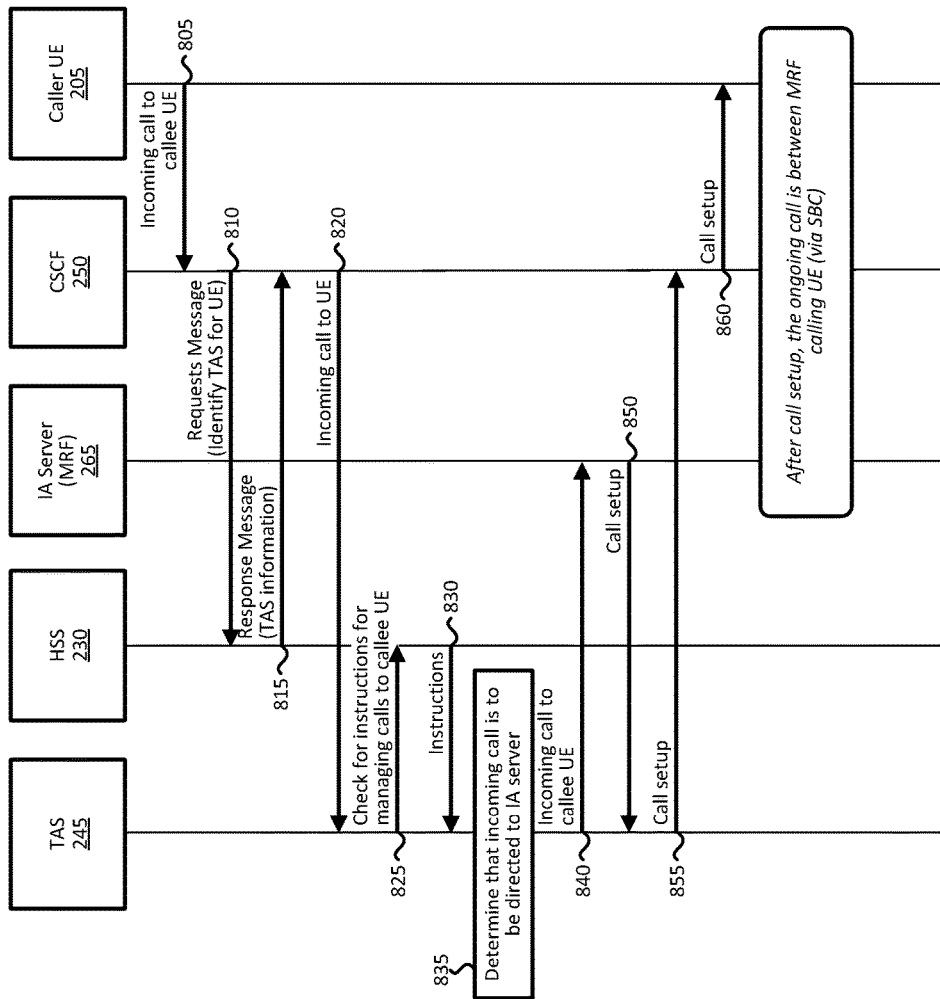 TAS
245
HSS
230
IA Server
(MRF)
265
CSCF
250
Caller UE
205
Incoming call to
callee UE
805
Requests Message
(Identify TAS for UE)
810
Response Message
(TAS information)
815
Incoming call to UE
820
Check for instructions for
managing calls to callee UE
825
Instructions
830
835
Determine that incoming call is to
be directed to IA server
Incoming call to
callee UE
840
Call setup
850
Call setup
855
Call setup
860
After call setup, the ongoing call is between MRF
calling UE (via SBC)